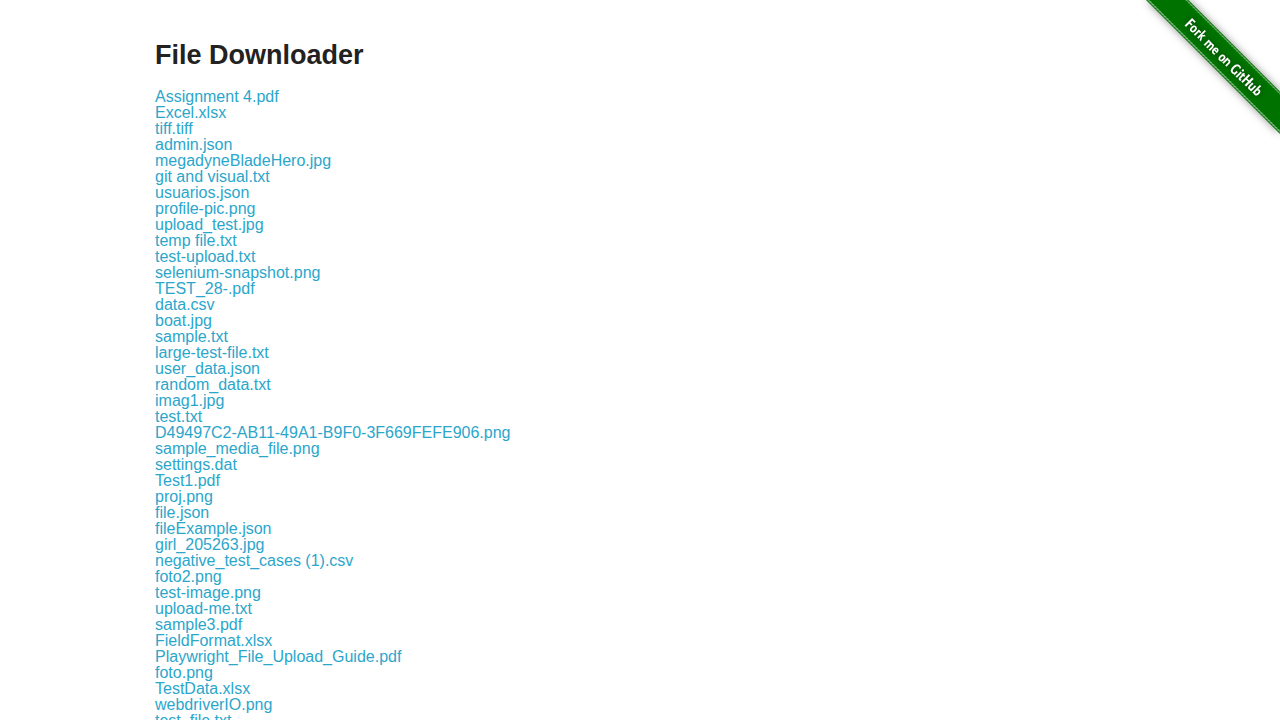 File Downloader
Fork me on GitHub
Assignment 4.pdf
Excel.xlsx
tiff.tiff
admin.json
megadyneBladeHero.jpg
git and visual.txt
usuarios.json
profile-pic.png
upload_test.jpg
temp file.txt
test-upload.txt
selenium-snapshot.png
TEST_28-.pdf
data.csv
boat.jpg
sample.txt
large-test-file.txt
user_data.json
random_data.txt
imag1.jpg
test.txt
D49497C2-AB11-49A1-B9F0-3F669FEFE906.png
sample_media_file.png
settings.dat
Test1.pdf
proj.png
file.json
fileExample.json
girl_205263.jpg
negative_test_cases (1).csv
foto2.png
test-image.png
upload-me.txt
sample3.pdf
FieldFormat.xlsx
Playwright_File_Upload_Guide.pdf
foto.png
TestData.xlsx
webdriverIO.png
test_file.txt